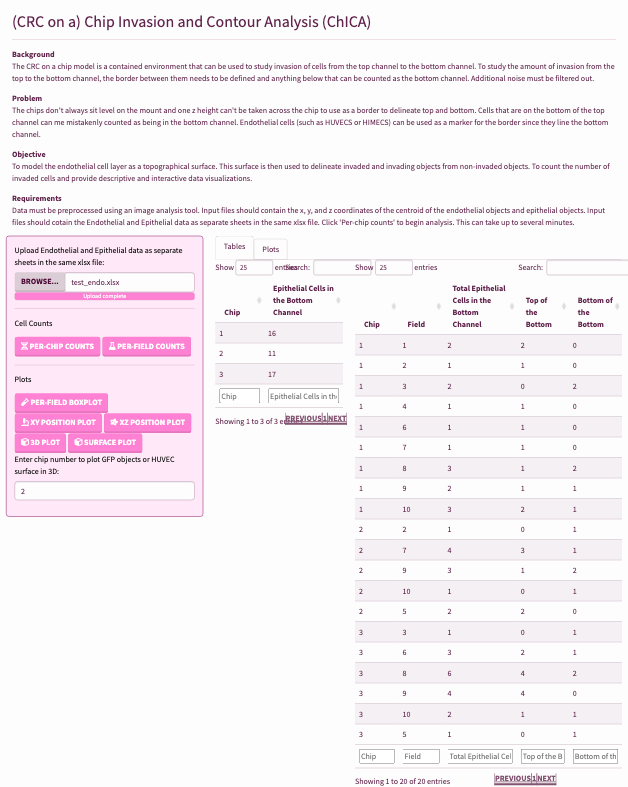 (CRC on a) Chip Invasion and Contour Analysis (ChICA)
Background
The CRC on a chip model is a contained environment that can be used to study invasion of cells from the top channel to the bottom channel. To study the amount of invasion from the
top to the bottom channel, the border between them needs to be defined and anything below that can be counted as the bottom channel. Additional noise must be filtered out.
Problem
The chips don't always sit level on the mount and one z height can't be taken across the chip to use as a border to delineate top and bottom. Cells that are on the bottom of the top
channel can me mistakenly counted as being in the bottom channel. Endothelial cells (such as HUVECS or HIMECS) can be used as a marker for the border since they line the bottom
channel.
Objective
To model the endothelial cell layer as a topographical surface. This surface is then used to delineate invaded and invading objects from non-invaded objects. To count the number of
invaded cells and provide descriptive and interactive data visualizations.
Requirements
Data must be preprocessed using an image analysis tool. Input files should contain the x, y, and z coordinates of the centroid of the endothelial objects and epithelial objects. Input
files should cotain the Endothelial and Epithelial data as separate sheets in the same xlsx file. Click 'Per-chip counts' to begin analysis. This can take up to several minutes.
Upload Endothelial and Epithelial data as separate
sheets in the same xlsx file:
BROWSE... test_endo.xlsx
Upload complete
Cell Counts
PER-CHIP COUNTS PER-FIELD COUNTS
Plots
PER-FIELD BOXPLOT
XY POSITION PLOT XZ POSITION PLOT
3D PLOT SURFACE PLOT
Enter chip number to plot GFP objects or HUVEC
surface in 3D:
2
Tables Plots
Show 25 entries Search:
Chip Epithelial Cells in
the Bottom
Channel
1 16
2 11
3 17
Chip Epithelial Cells in th
Showing 1 to 3 of 3 entries PREVIOUS 1 NEXT
Show 25 entries Search:
Chip Field Total Epithelial
Cells in the
Bottom
Channel Top of
the
Bottom Bottom of
the
Bottom
1 1 2 2 0
1 2 1 1 0
1 3 2 0 2
1 4 1 1 0
1 6 1 1 0
1 7 1 1 0
1 8 3 1 2
1 9 2 1 1
1 10 3 2 1
2 2 1 0 1
2 7 4 3 1
2 9 3 1 2
2 10 1 0 1
2 5 2 2 0
3 3 1 0 1
3 6 3 2 1
3 8 6 4 2
3 9 4 4 0
3 10 2 1 1
3 5 1 0 1
Chip Field Total Epithelial Cel Top of the B Bottom of th
Showing 1 to 20 of 20 entries PREVIOUS 1 NEXT